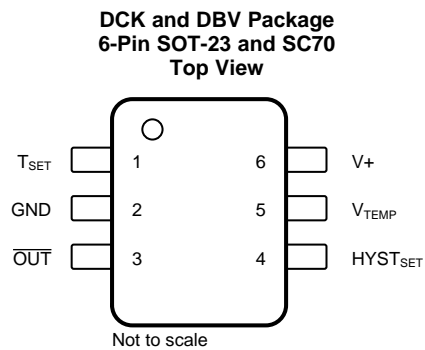 DCK and DBV Package
6-Pin SOT-23 and SC70
Top View
TSET 1 6 V+
GND 2 5 VTEMP
OUT 3 4 HYSTSET
Not to scale